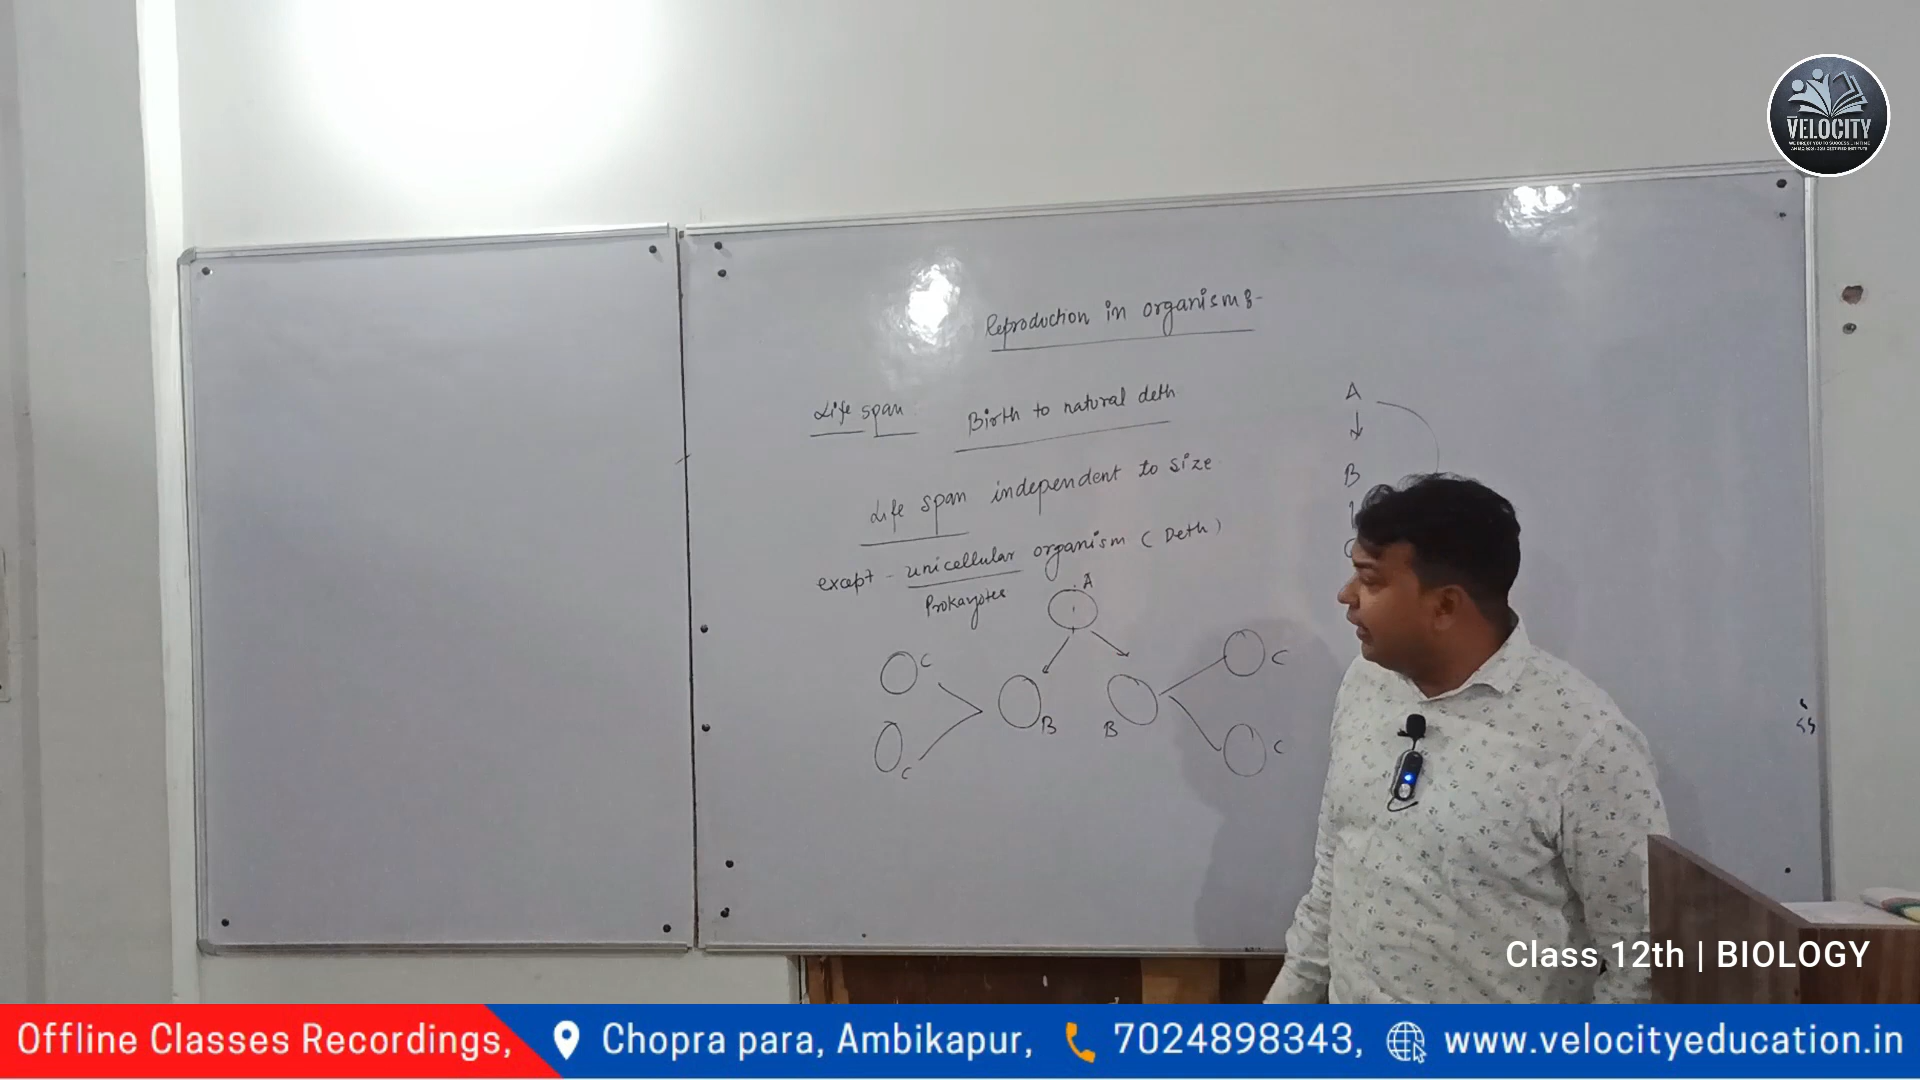 VELOCITY
Reproduction in organism :-
Life span Birth to natural deth
Life span independent to size
except - unicellular organism ( Deth )
Prokaryotes
A
B
B
C
C
C
C
A
B
Class 12th | BIOLOGY
Offline Classes Recordings, Chopra para, Ambikapur, 7024898343, www.velocityeducation.in